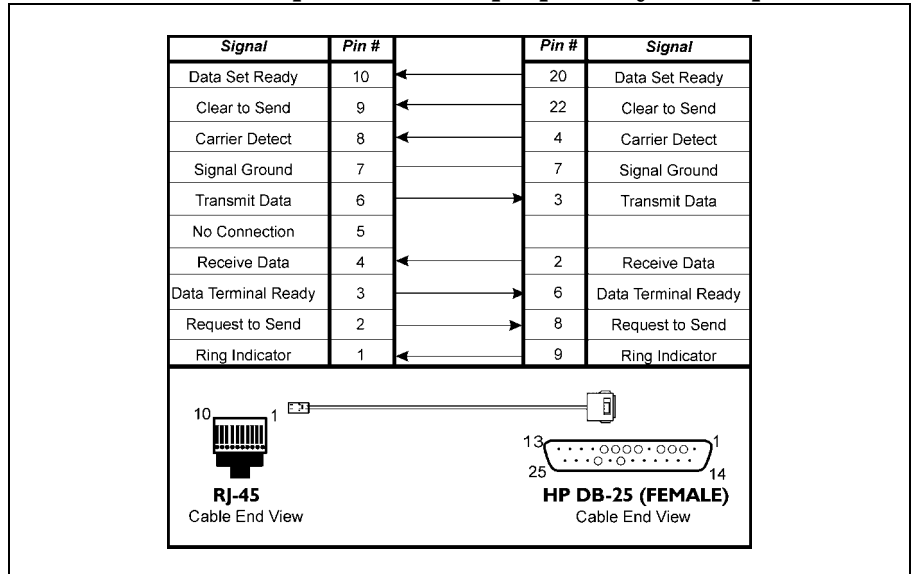 Signal Pin # Pin # Signal
Data Set Ready 10 20 Data Set Ready
Clear to Send 9 22 Clear to Send
Carrier Detect 8 4 Carrier Detect
Signal Ground 7 7 Signal Ground
Transmit Data 6 3 Transmit Data
No Connection 5
Receive Data 4 2 Receive Data
Data Terminal Ready 3 6 Data Terminal Ready
Request to Send 2 8 Request to Send
Ring Indicator 1 9 Ring Indicator
10 1
13 1
25 14
RJ-45 HP DB-25 (FEMALE)
Cable End View Cable End View